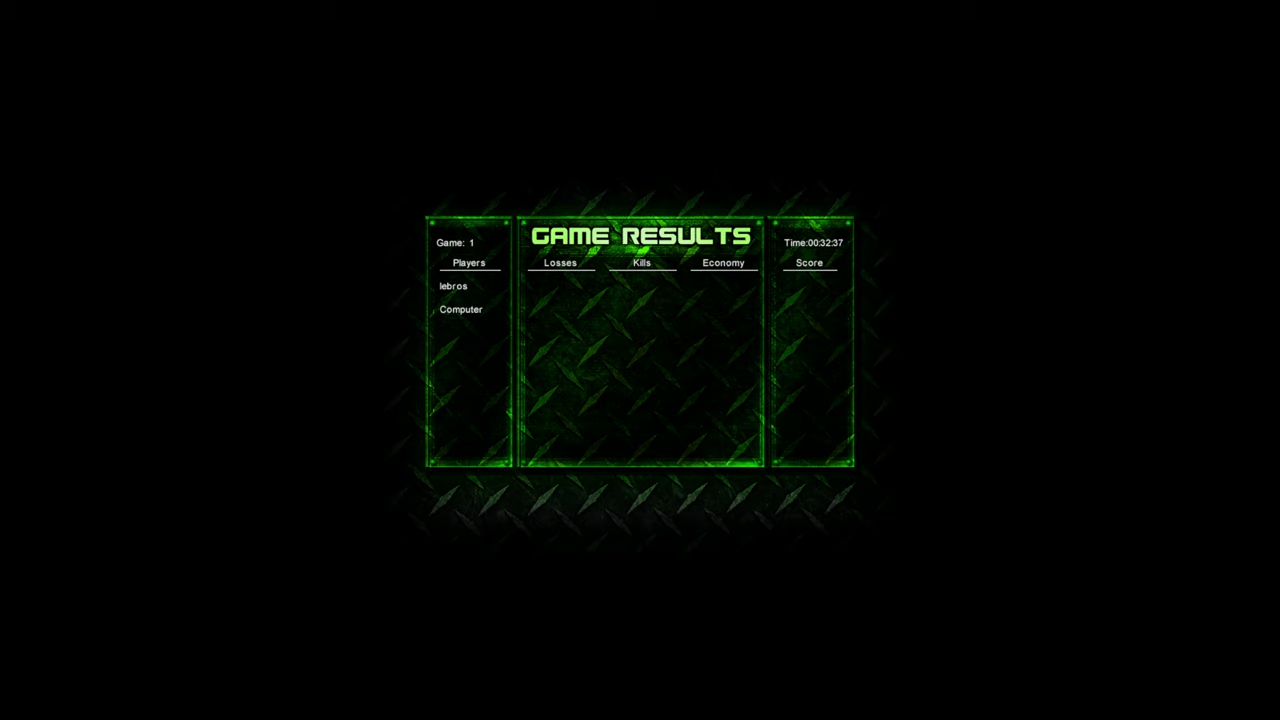 GAME RESULTS
Game: 1
Time:00:32:37
Players Losses Kills Economy Score
lebros
Computer